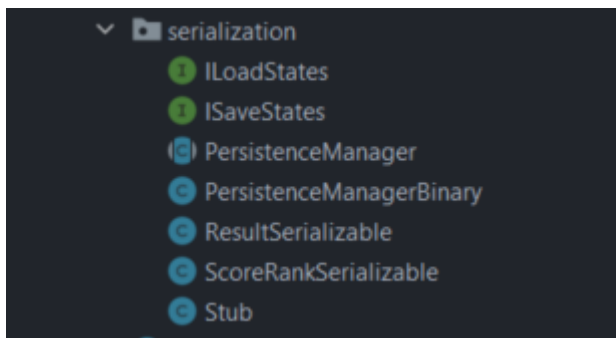 serialization
I ILoadStates
I ISaveStates
C PersistenceManager
C PersistenceManagerBinary
C ResultSerializable
C ScoreRankSerializable
C Stub